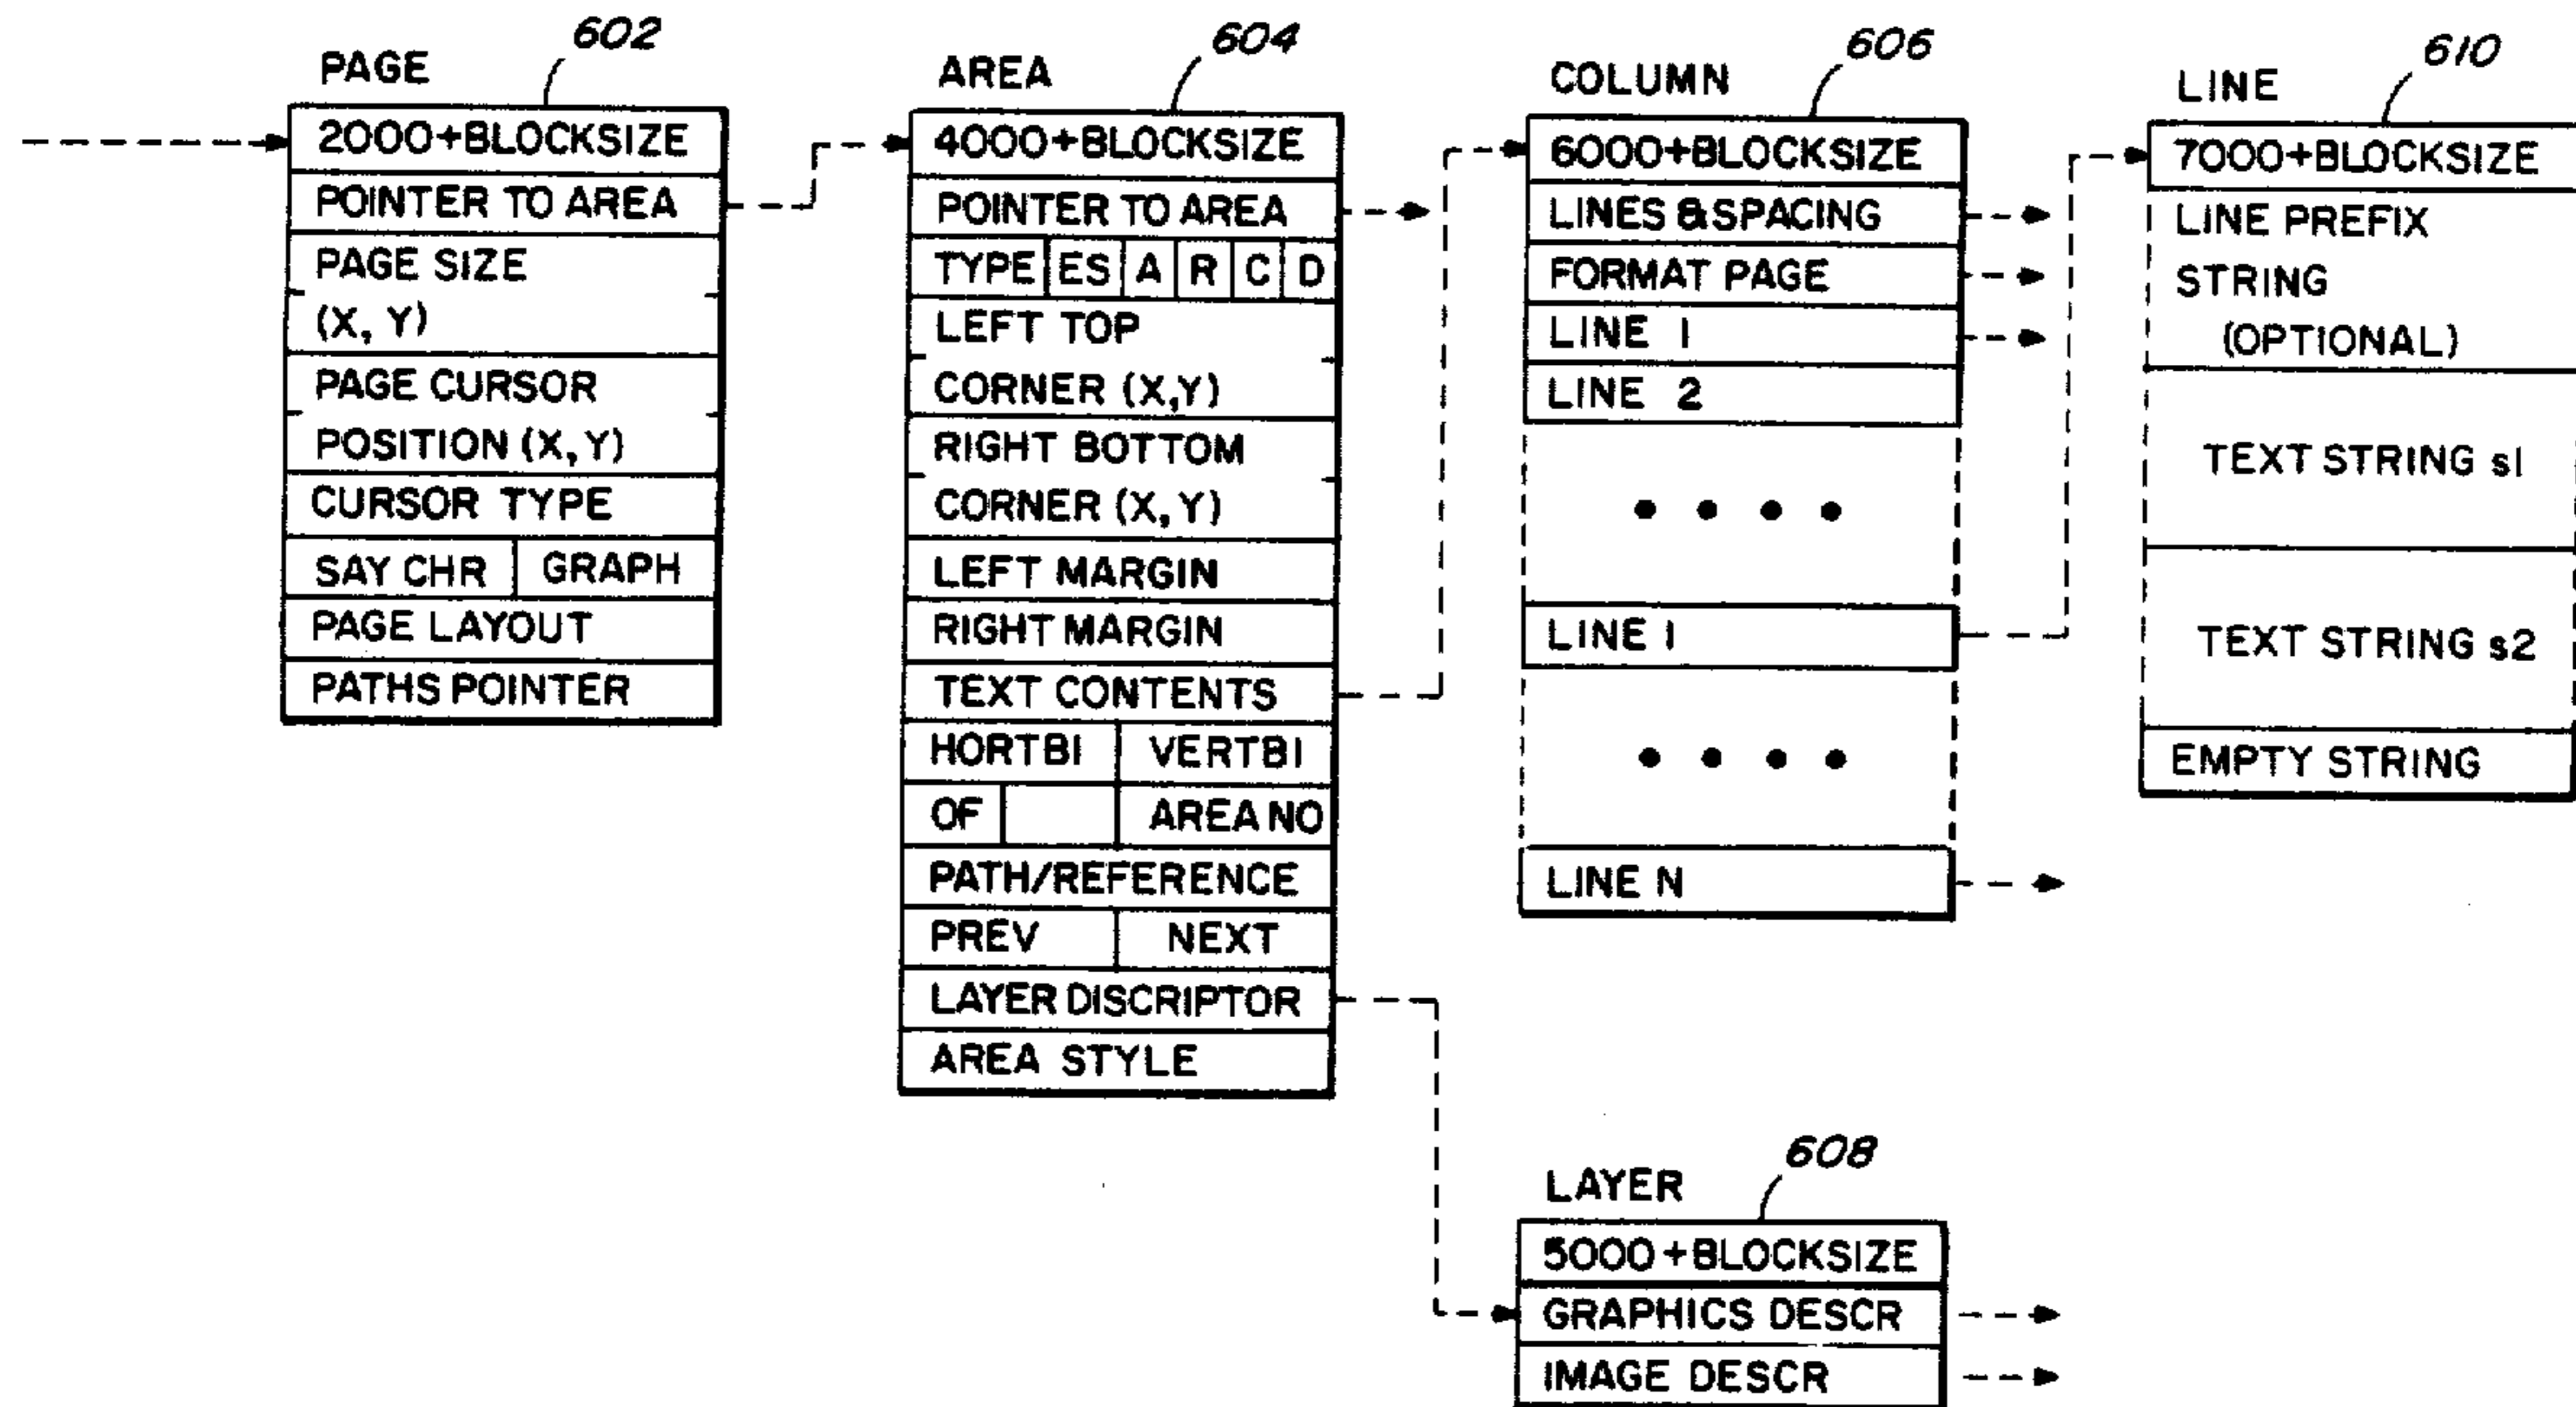 PAGE
602
2000+BLOCKSIZE
POINTER TO AREA
PAGE SIZE
(X, Y)
PAGE CURSOR
POSITION (X, Y)
CURSOR TYPE
SAY CHR GRAPH
PAGE LAYOUT
PATHS POINTER
AREA
604
4000+BLOCKSIZE
POINTER TO AREA
TYPE ES A R C D
LEFT TOP
CORNER (X,Y)
RIGHT BOTTOM
CORNER (X, Y)
LEFT MARGIN
RIGHT MARGIN
TEXT CONTENTS
HORTBI VERTBI
OF AREA NO
PATH/REFERENCE
PREV NEXT
LAYER DISCRIPTOR
AREA STYLE
COLUMN
606
6000+BLOCKSIZE
LINES & SPACING
FORMAT PAGE
LINE 1
LINE 2
• • • •
LINE I
• • • •
LINE N
LINE
610
7000+BLOCKSIZE
LINE PREFIX
STRING
(OPTIONAL)
TEXT STRING s1
TEXT STRING s2
EMPTY STRING
LAYER
608
5000+BLOCKSIZE
GRAPHICS DESCR
IMAGE DESCR